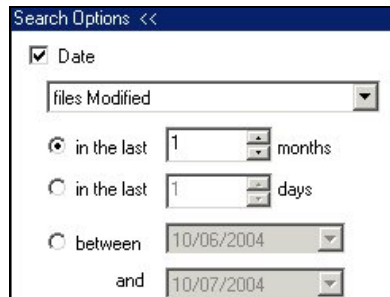 Search Options <<
Date
files Modified
in the last 1 months
in the last 1 days
between 10/06/2004
and 10/07/2004